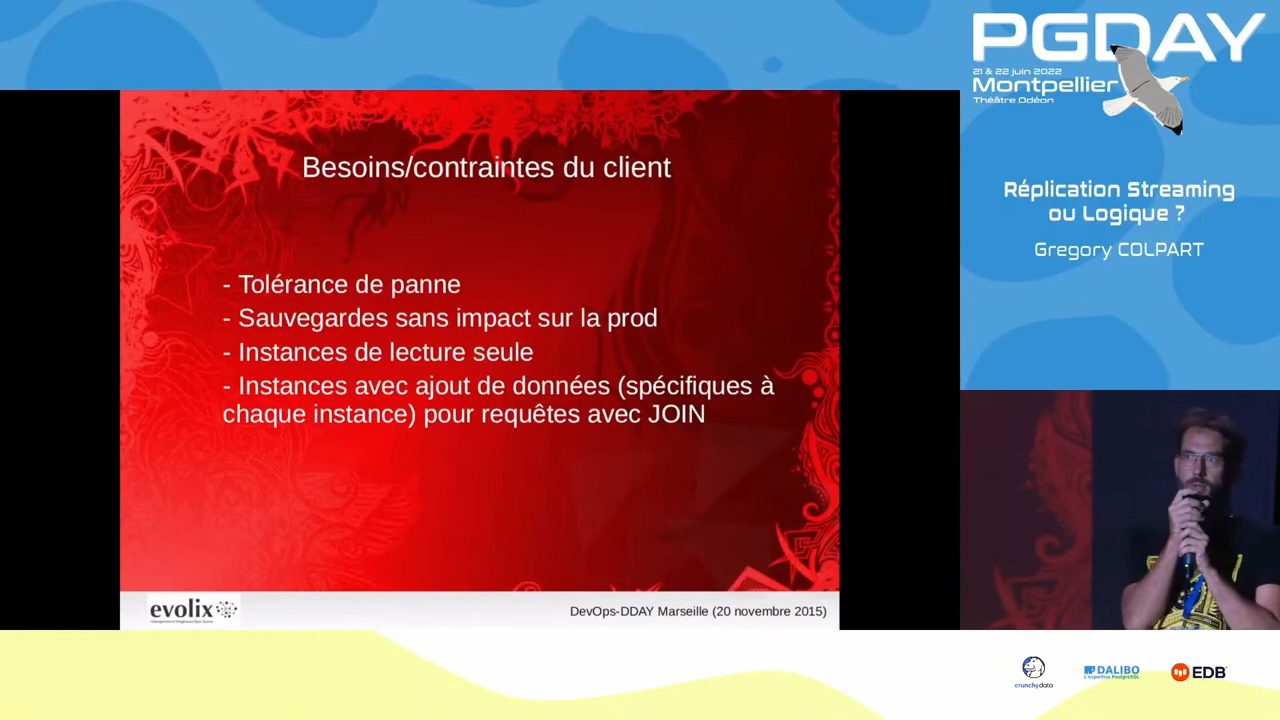 PGDAY
21 & 22 juin 2022
Montpellier
Théâtre Odéon
Réplication Streaming
ou Logique ?
Gregory COLPART
Besoins/contraintes du client
- Tolérance de panne
- Sauvegardes sans impact sur la prod
- Instances de lecture seule
- Instances avec ajout de données (spécifiques à
chaque instance) pour requêtes avec JOIN
evolix
DevOps-DDAY Marseille (20 novembre 2015)
crunchydata
DALIBO
L'expertise PostgreSQL
EDB